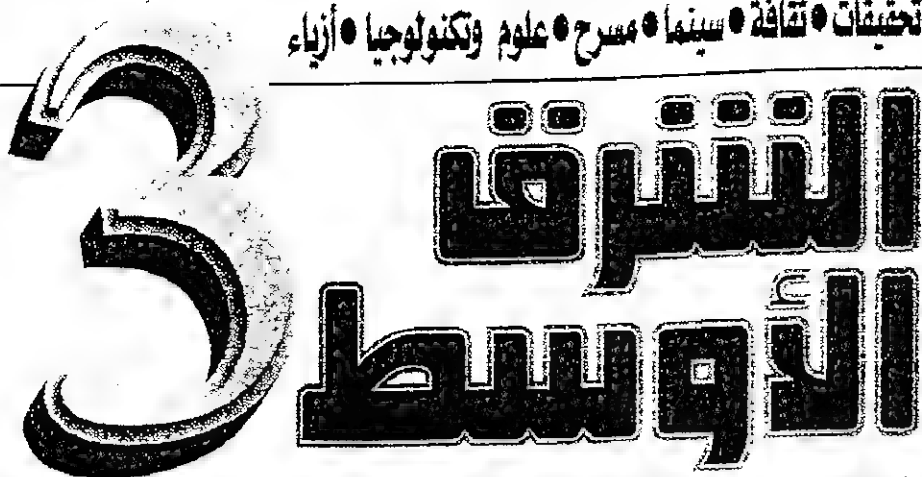 تحقيقات ● ثقافة ● سينما ● مسرح ● علوم وتكنولوجيا ● أزياء
الشرق
الأوسط
3